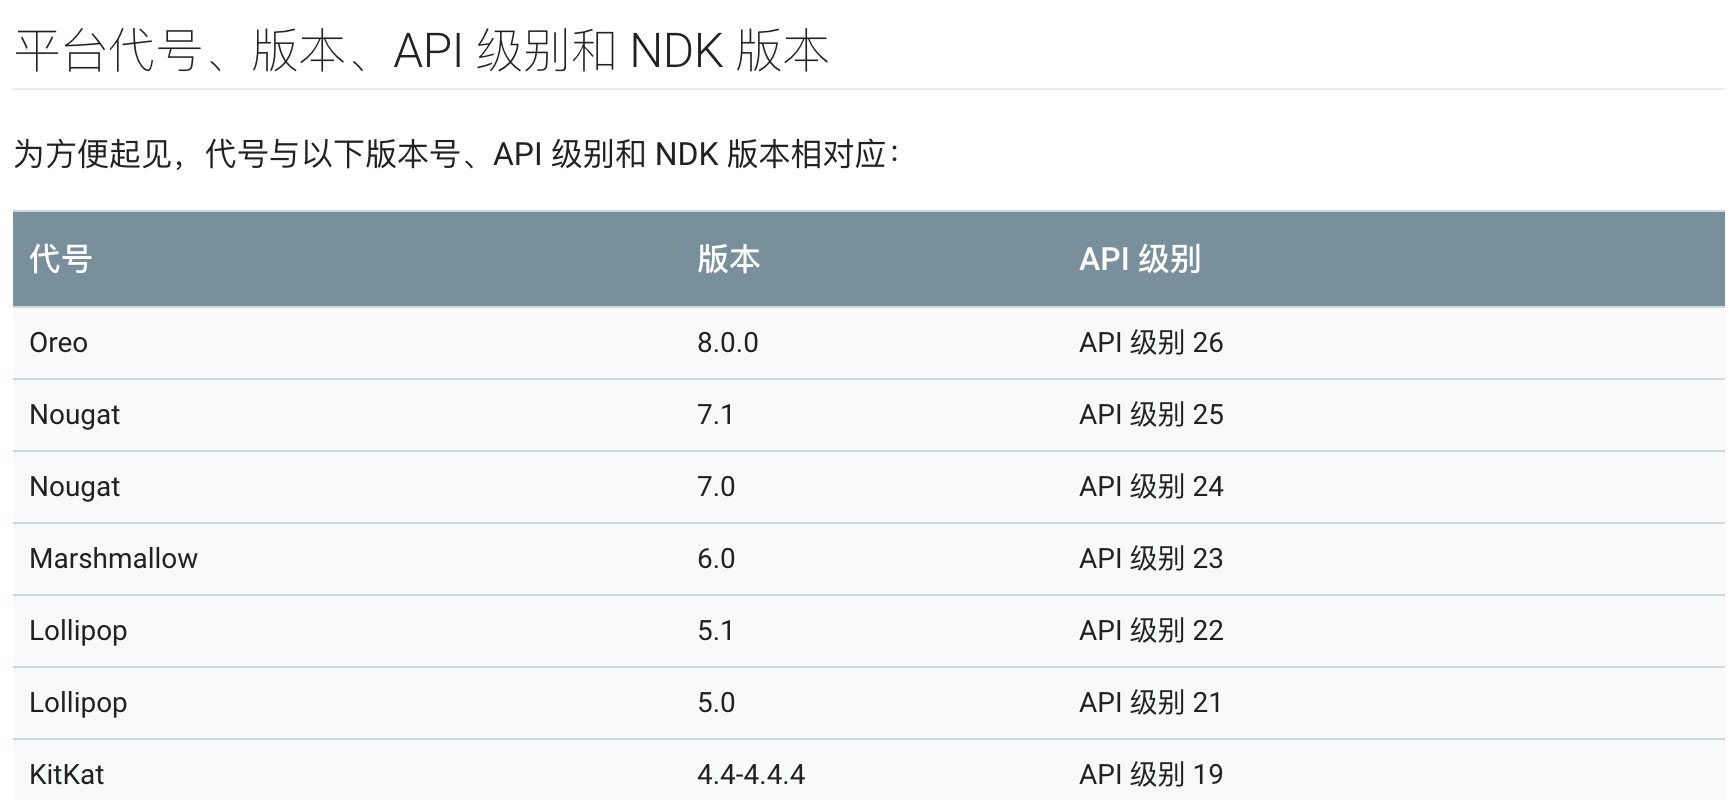 平台代号、版本、API 级别和 NDK 版本
为方便起见，代号与以下版本号、API 级别和 NDK 版本相对应：
代号 版本 API 级别
Oreo 8.0.0 API 级别 26
Nougat 7.1 API 级别 25
Nougat 7.0 API 级别 24
Marshmallow 6.0 API 级别 23
Lollipop 5.1 API 级别 22
Lollipop 5.0 API 级别 21
KitKat 4.4-4.4.4 API 级别 19